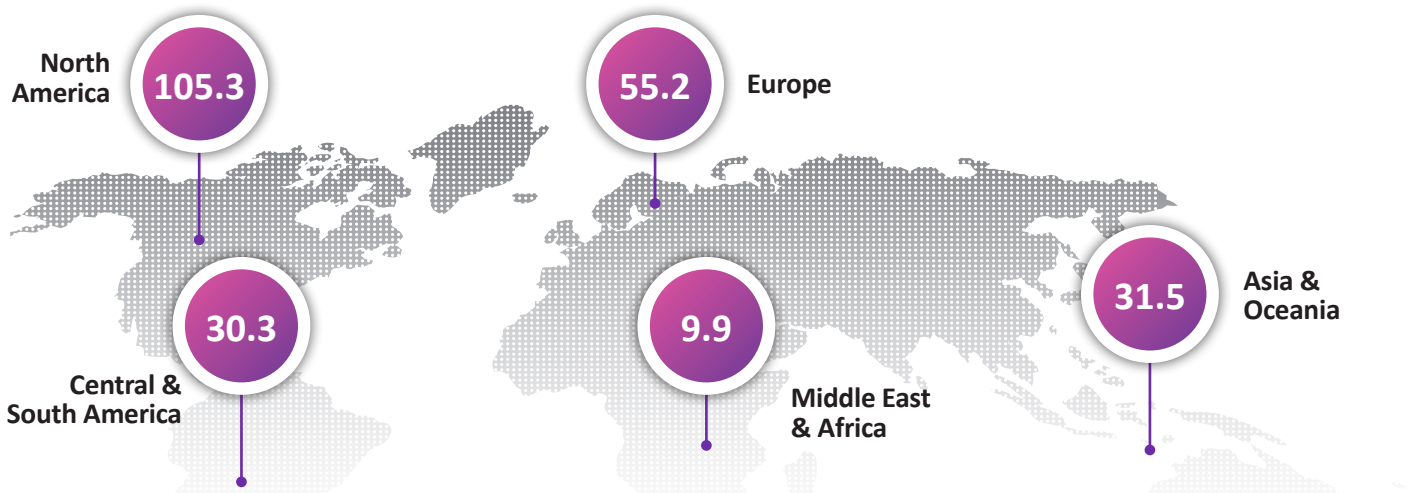 North
America
105.3
55.2
Europe
30.3
Central &
South America
9.9
Middle East
& Africa
31.5
Asia &
Oceania